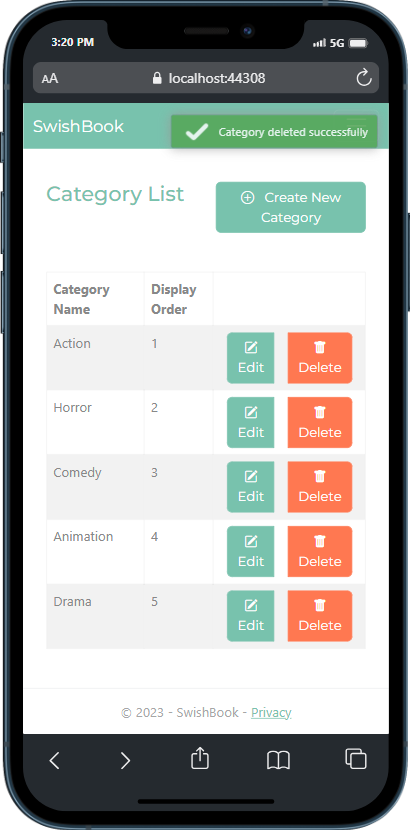 3:20 PM
5G
AA
localhost:44308
SwishBook
Category deleted successfully
Category List
Create New
Category
Category
Name
Display
Order
Action
1
Edit
Delete
Horror
2
Edit
Delete
Comedy
3
Edit
Delete
Animation
4
Edit
Delete
Drama
5
Edit
Delete
© 2023 - SwishBook - Privacy